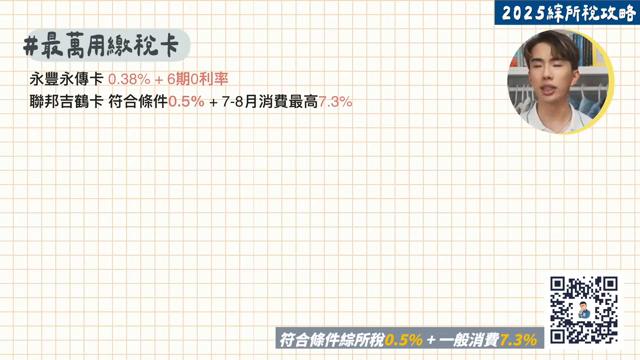 2025綜所稅攻略
#最萬用繳稅卡
永豐永傳卡 0.38% + 6期0利率
聯邦吉鶴卡 符合條件0.5% + 7-8月消費最高7.3%
符合條件綜所稅0.5% + 一般消費7.3%